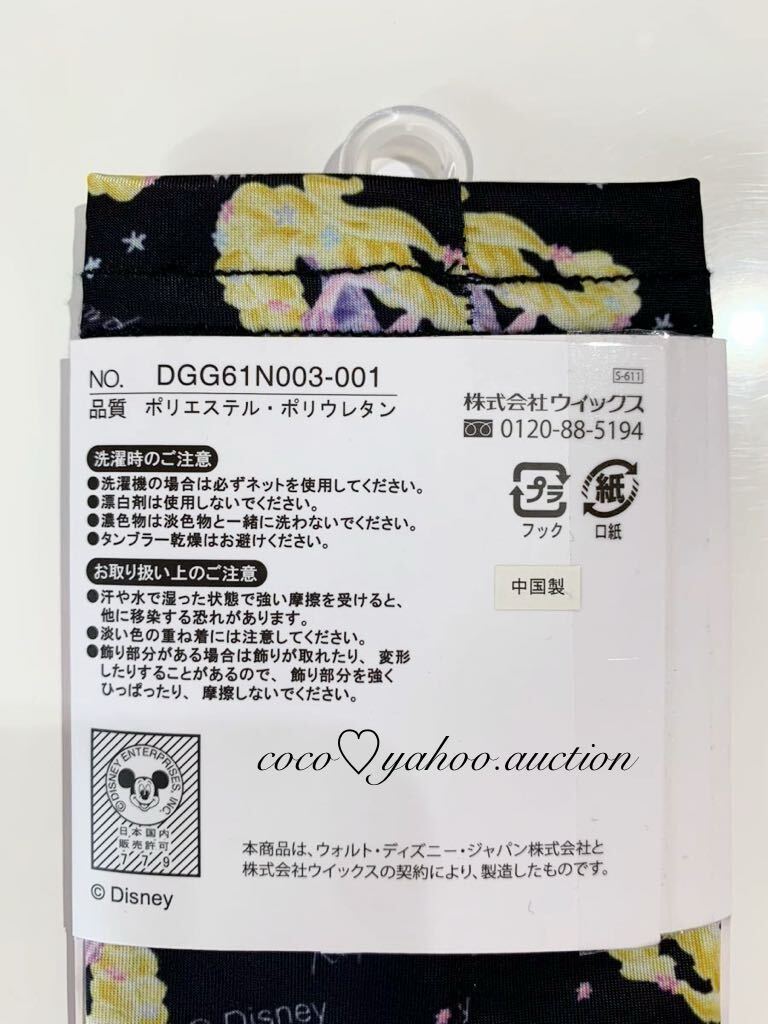 NO. DGG61N003-001
品質 ポリエステル・ポリウレタン
S-611
株式会社ウイックス
0120-88-5194
洗濯時のご注意
●洗濯機の場合は必ずネットを使用してください。
●漂白剤は使用しないでください。
●濃色物は淡色物と一緒に洗わないでください。
●タンブラー乾燥はお避けください。
プラ
フック
紙
口紙
お取り扱い上のご注意
●汗や水で湿った状態で強い摩擦を受けると、
他に移染する恐れがあります。
●淡い色の重ね着には注意してください。
●飾り部分がある場合は飾りが取れたり、変形
したりすることがあるので、飾り部分を強く
ひっぱったり、摩擦しないでください。
中国製
coco♡yahoo.auction
©DISNEY ENTERPRISES, INC.
日本国内
販売許可
779
© Disney
本商品は、ウォルト・ディズニー・ジャパン株式会社と
株式会社ウイックスの契約により、製造したものです。
© Disney